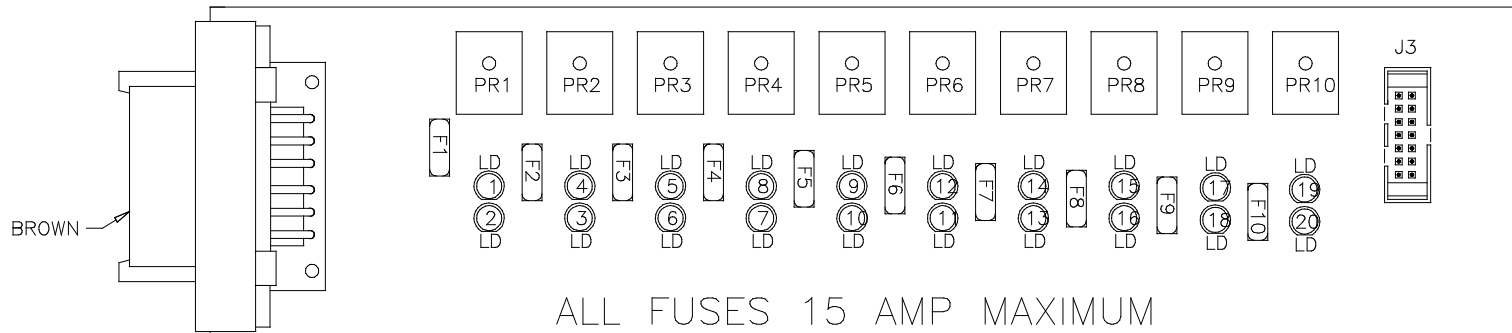 J3
PR1 PR2 PR3 PR4 PR5 PR6 PR7 PR8 PR9 PR10
F1 F2 F3 F4 F5 F6 F7 F8 F9 F10
LD LD LD LD LD LD LD LD LD LD
1 4 5 8 9 12 14 15 17 19
2 3 6 7 10 11 13 16 18 20
LD LD LD LD LD LD LD LD LD LD
BROWN
ALL FUSES 15 AMP MAXIMUM